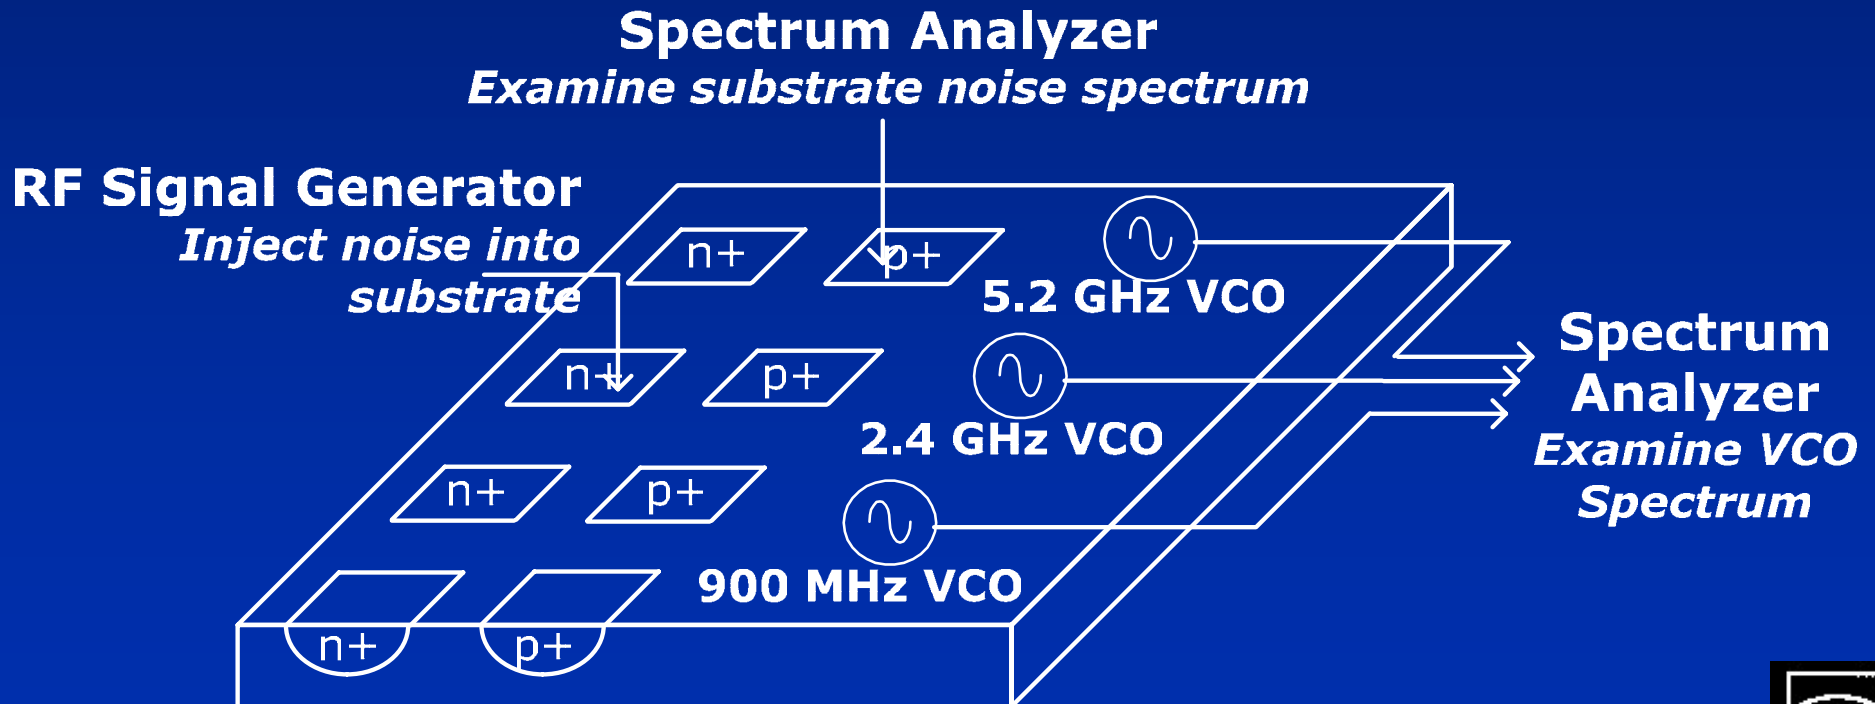 Spectrum Analyzer
Examine substrate noise spectrum
RF Signal Generator
Inject noise into
substrate
n+
p+
5.2 GHz VCO
n+
p+
2.4 GHz VCO
n+
p+
900 MHz VCO
n+
p+
Spectrum
Analyzer
Examine VCO
Spectrum